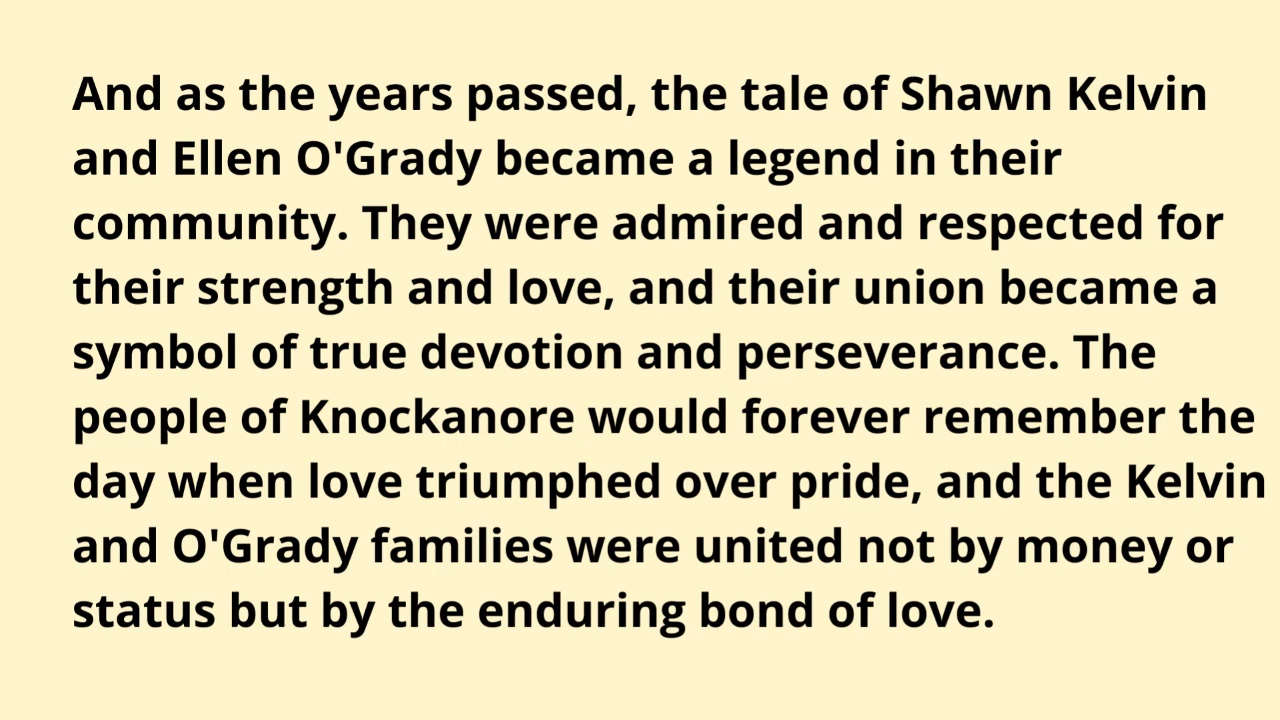 And as the years passed, the tale of Shawn Kelvin
and Ellen O'Grady became a legend in their
community. They were admired and respected for
their strength and love, and their union became a
symbol of true devotion and perseverance. The
people of Knockanore would forever remember the
day when love triumphed over pride, and the Kelvin
and O'Grady families were united not by money or
status but by the enduring bond of love.